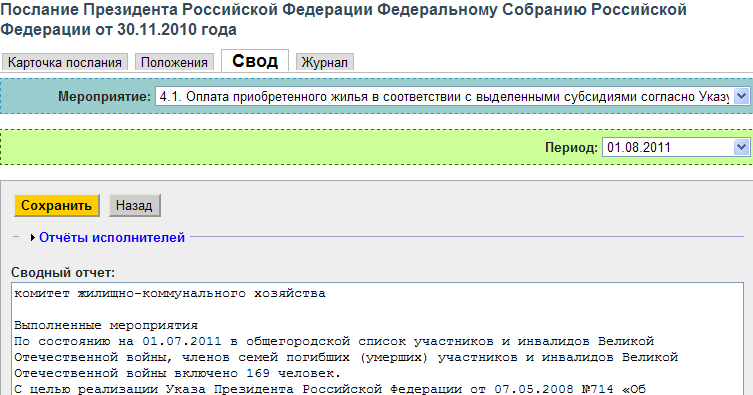 Послание Президента Российской Федерации Федеральному Собранию Российской
Федерации от 30.11.2010 года
Карточка послания Положения Свод Журнал
Мероприятие: 4.1. Оплата приобретенного жилья в соответствии с выделенными субсидиями согласно Указу
Период: 01.08.2011
Сохранить Назад
Отчёты исполнителей
Сводный отчет:
комитет жилищно-коммунального хозяйства
Выполненные мероприятия
По состоянию на 01.07.2011 в общегородской список участников и инвалидов Великой
Отечественной войны, членов семей погибших (умерших) участников и инвалидов Великой
Отечественной войны включено 169 человек.
С целью реализации Указа Президента Российской Федерации от 07.05.2008 №714 «Об